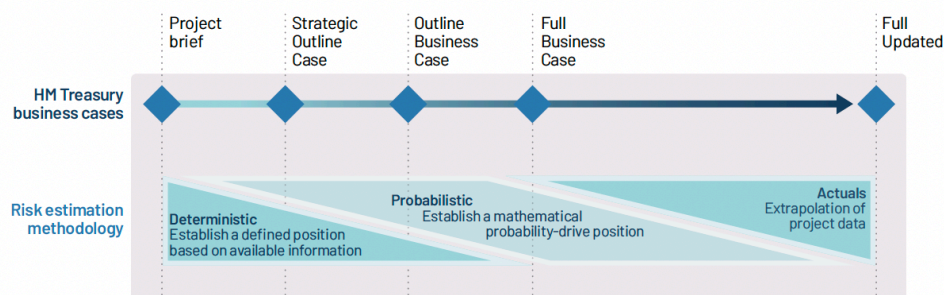 Project
brief
Strategic
Outline
Case
Outline
Business
Case
Full
Business
Case
Full
Updated
HM Treasury
business cases
Risk estimation
methodology
Deterministic
Establish a defined position
based on available information
Probabilistic
Establish a mathematical
probability-drive position
Actuals
Extrapolation of
project data